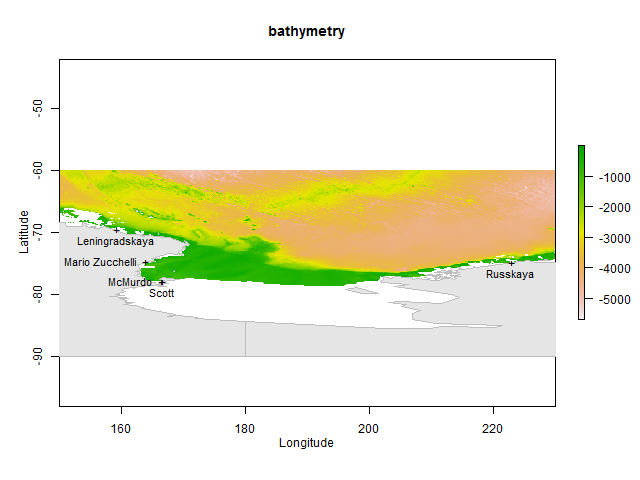 bathymetry
Latitude
-50
-60
-70
-80
-90
Leningradskaya
Mario Zucchelli
McMurdo
Scott
Russkaya
160
180
200
220
Longitude
-1000
-2000
-3000
-4000
-5000